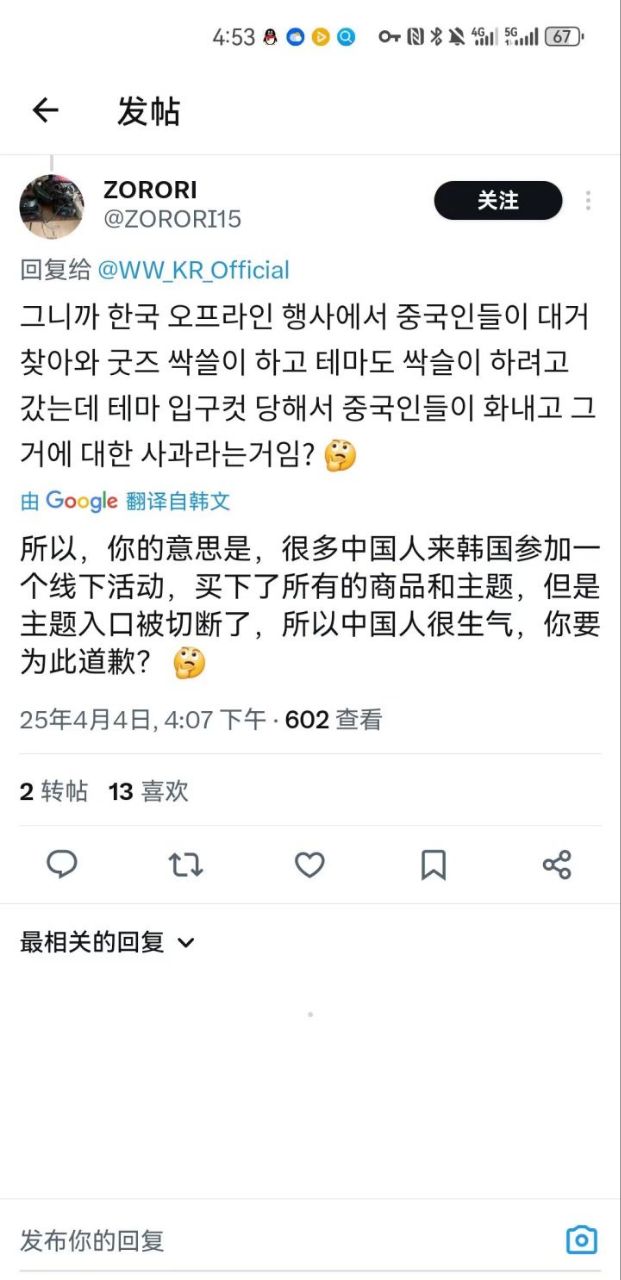 4:53
4G
5G
67
发帖
ZORORI
关注
@ZORORI15
回复给 @WW_KR_Official
그니까 한국 오프라인 행사에서 중국인들이 대거
찾아와 굿즈 싹쓸이 하고 테마도 싹슬이 하려고
갔는데 테마 입구컷 당해서 중국인들이 화내고 그
거에 대한 사과라는거임? 🤔
由 Google 翻译自韩文
所以，你的意思是，很多中国人来韩国参加一
个线下活动，买下了所有的商品和主题，但是
主题入口被切断了，所以中国人很生气，你要
为此道歉？ 🤔
25年4月4日, 4:07 下午 · 602 查看
2 转帖 13 喜欢
最相关的回复
发布你的回复